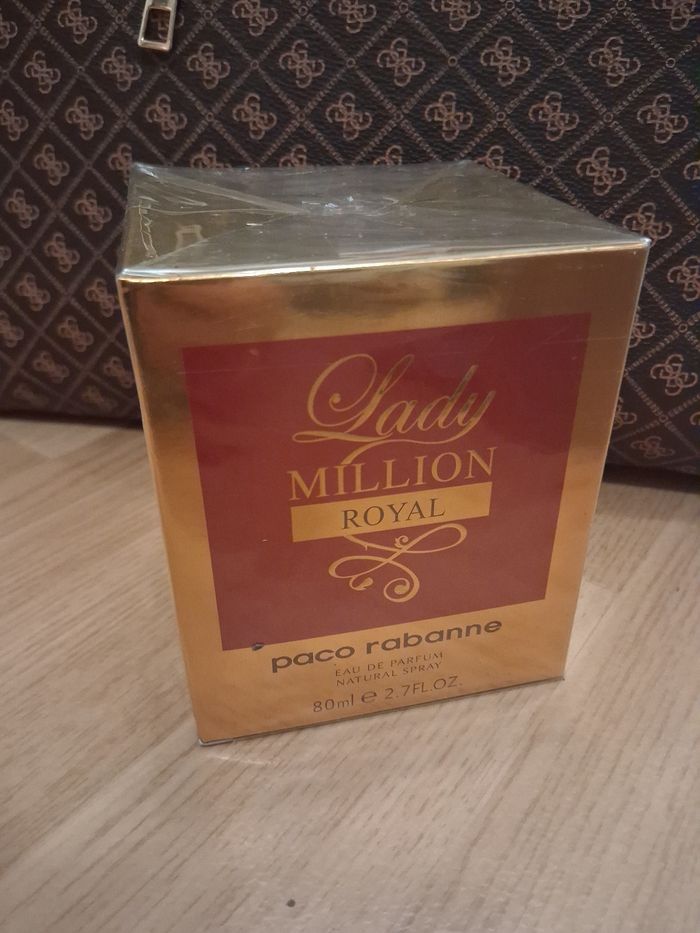 Lady
MILLION
ROYAL
paco rabanne
EAU DE PARFUM
NATURAL SPRAY
80ml ℮ 2.7FL.OZ.